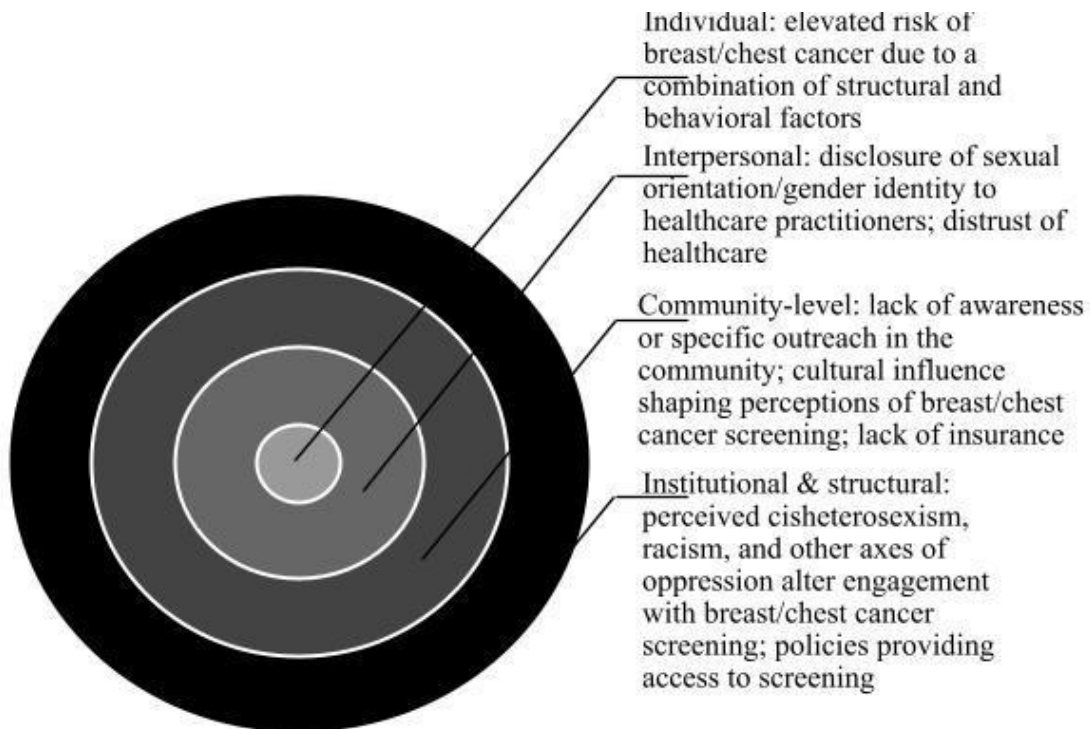 Individual: elevated risk of
breast/chest cancer due to a
combination of structural and
behavioral factors
Interpersonal: disclosure of sexual
orientation/gender identity to
healthcare practitioners; distrust of
healthcare
Community-level: lack of awareness
or specific outreach in the
community; cultural influence
shaping perceptions of breast/chest
cancer screening; lack of insurance
Institutional & structural:
perceived cisheterosexism,
racism, and other axes of
oppression alter engagement
with breast/chest cancer
screening; policies providing
access to screening